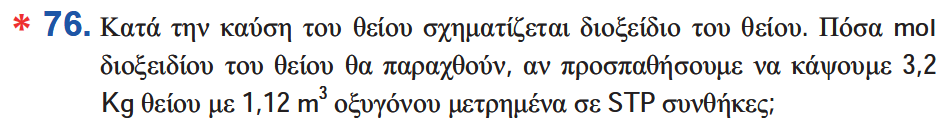 * 76. Κατά την καύση του θείου σχηματίζεται διοξείδιο του θείου. Πόσα mol
διοξειδίου του θείου θα παραχθούν, αν προσπαθήσουμε να κάψουμε 3,2
Kg θείου με 1,12 m³ οξυγόνου μετρημένα σε STP συνθήκες;